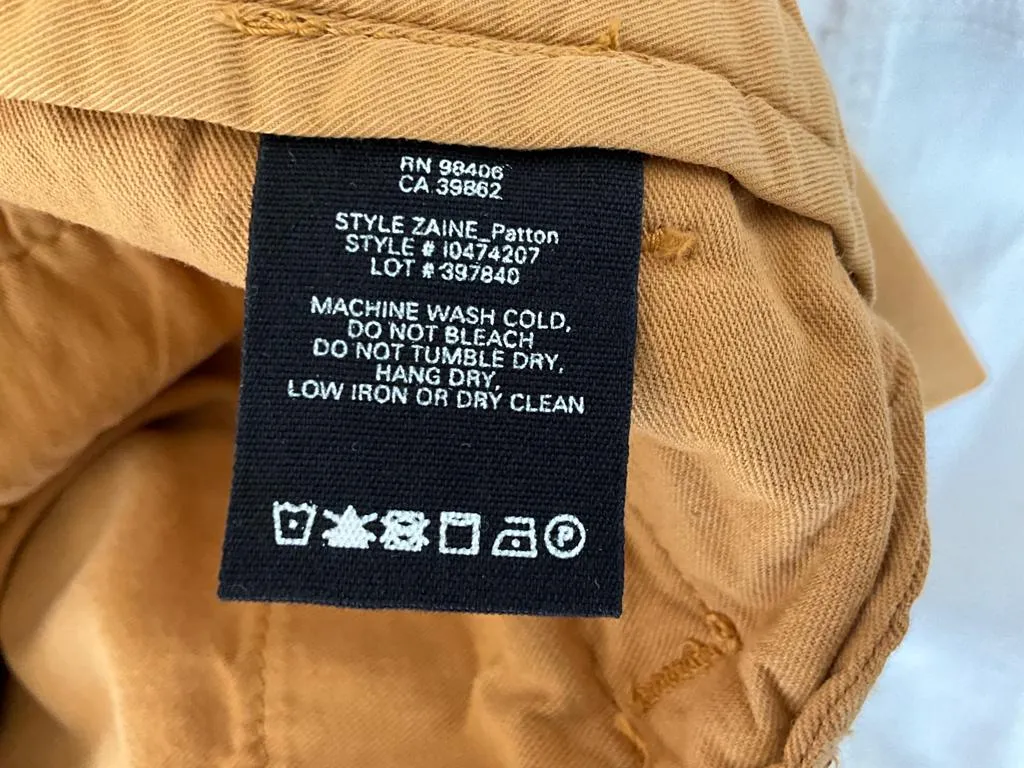 RN 98406
CA 39862
STYLE ZAINE_Patton
STYLE # I0474207
LOT # 397840
MACHINE WASH COLD,
DO NOT BLEACH
DO NOT TUMBLE DRY,
HANG DRY,
LOW IRON OR DRY CLEAN
P